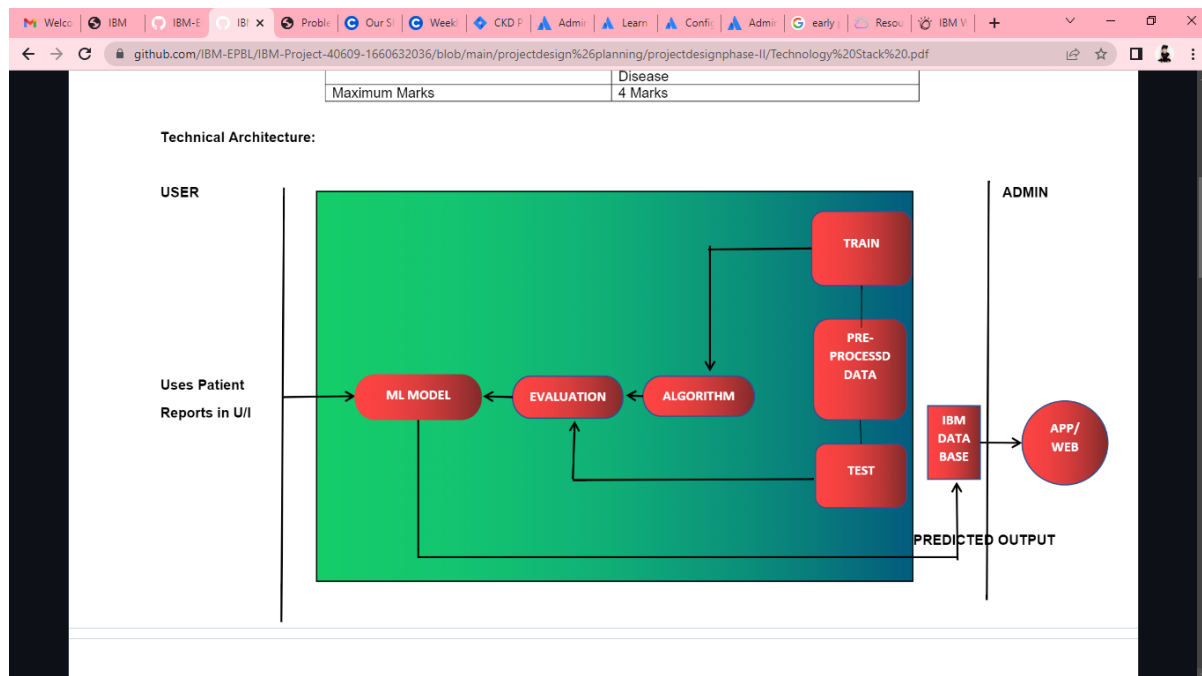 Welco
IBM
IBM-E
IBI
Proble
Our S
Week
CKD P
Admir
Learn
Config
Admir
early
Resou
IBM W
github.com/IBM-EPBL/IBM-Project-40609-1660632036/blob/main/projectdesign%26planning/projectdesignphase-II/Technology%20Stack%20.pdf
Disease
Maximum Marks 4 Marks
Technical Architecture:
USER
ADMIN
TRAIN
PRE-
PROCESSD
DATA
Uses Patient
Reports in U/I
ML MODEL
EVALUATION
ALGORITHM
IBM
DATA
BASE
APP/
WEB
TEST
PREDICTED OUTPUT